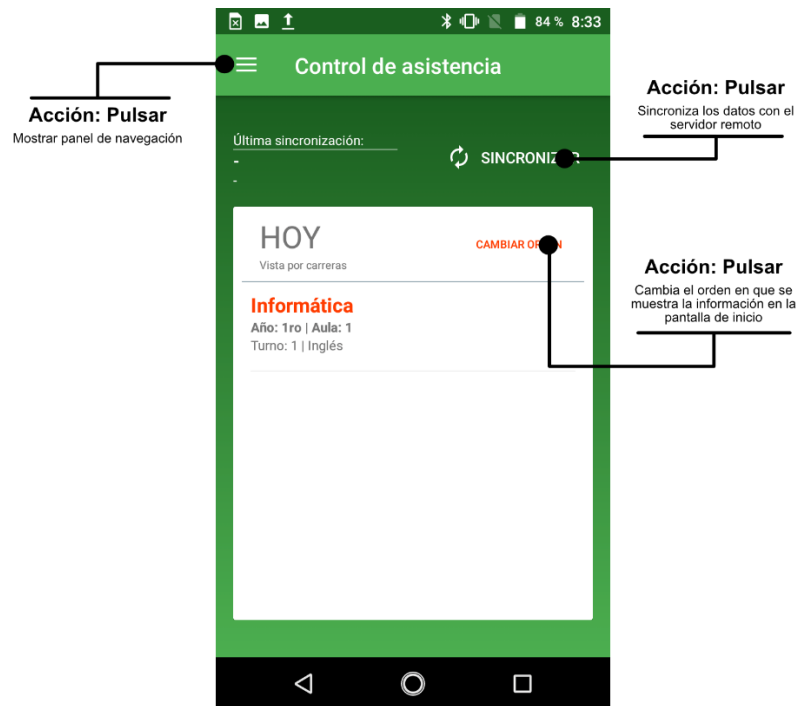 84 % 8:33
Control de asistencia
Acción: Pulsar
Mostrar panel de navegación
Acción: Pulsar
Sincroniza los datos con el
servidor remoto
Última sincronización:
-
-
SINCRONIZAR
HOY
Vista por carreras
CAMBIAR ORDEN
Acción: Pulsar
Cambia el orden en que se
muestra la información en la
pantalla de inicio
Informática
Año: 1ro | Aula: 1
Turno: 1 | Inglés